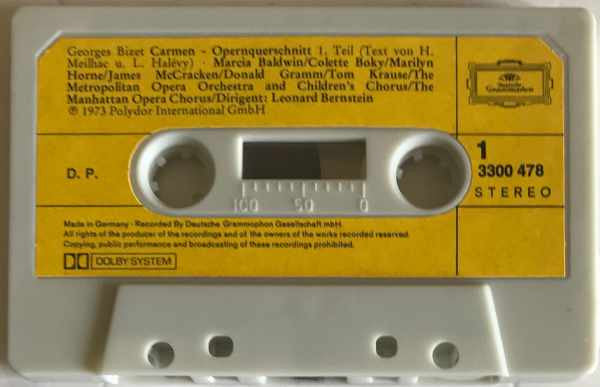 Georges Bizet Carmen - Opernquerschnitt 1. Teil (Text von H.
Meilhac u. L. Halévy) · Marcia Baldwin/Colette Boky/Marilyn
Horne/James McCracken/Donald Gramm/Tom Krause/The
Metropolitan Opera Orchestra and Children's Chorus/The
Manhattan Opera Chorus/Dirigent: Leonard Bernstein
℗ 1973 Polydor International GmbH
Deutsche
Grammophon
D. P.
1
3300 478
STEREO
100 50 0
Made in Germany · Recorded By Deutsche Grammophon Gesellschaft mbH.
All rights of the producer of the recordings and of the owners of the works recorded reserved.
Copying, public performance and broadcasting of these recordings prohibited.
DOLBY SYSTEM